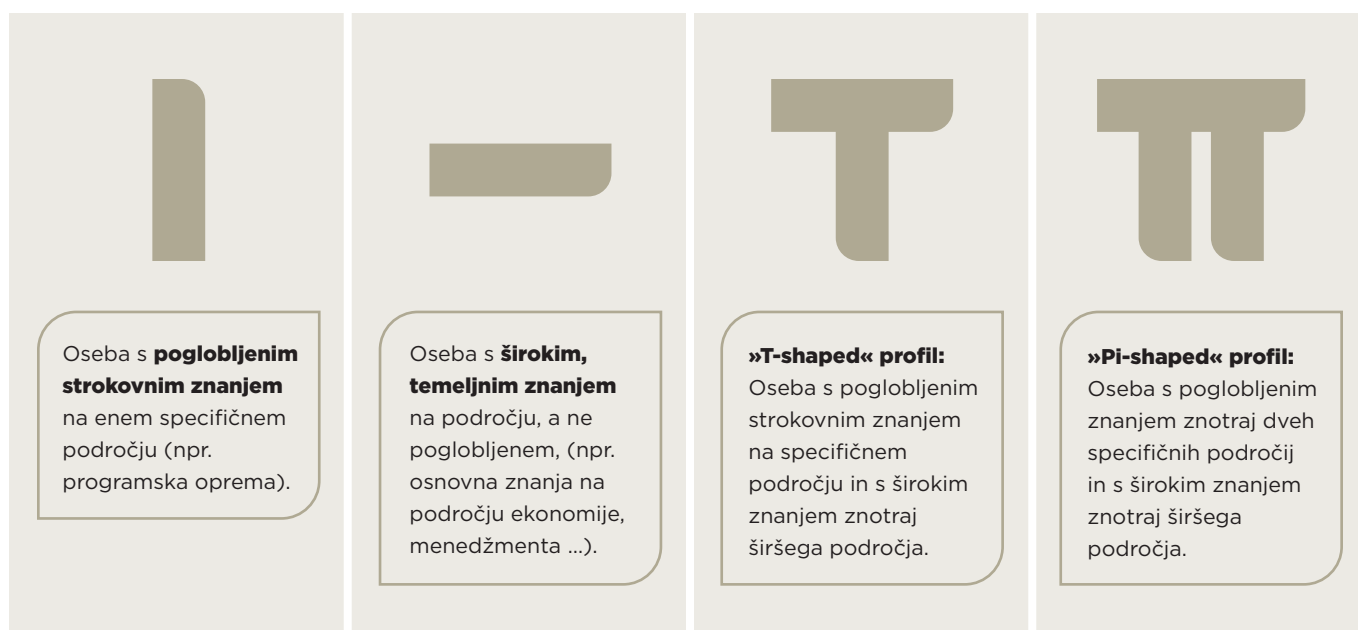 Oseba s poglobljenim
strokovnim znanjem
na enem specifičnem
področju (npr.
programska oprema).
Oseba s širokim,
temeljnim znanjem
na področju, a ne
poglobljenem, (npr.
osnovna znanja na
področju ekonomije,
menedžmenta ...).
»T-shaped« profil:
Oseba s poglobljenim
strokovnim znanjem
na specifičnem
področju in s širokim
znanjem znotraj
širšega področja.
»Pi-shaped« profil:
Oseba s poglobljenim
znanjem znotraj dveh
specifičnih področij
in s širokim znanjem
znotraj širšega
področja.